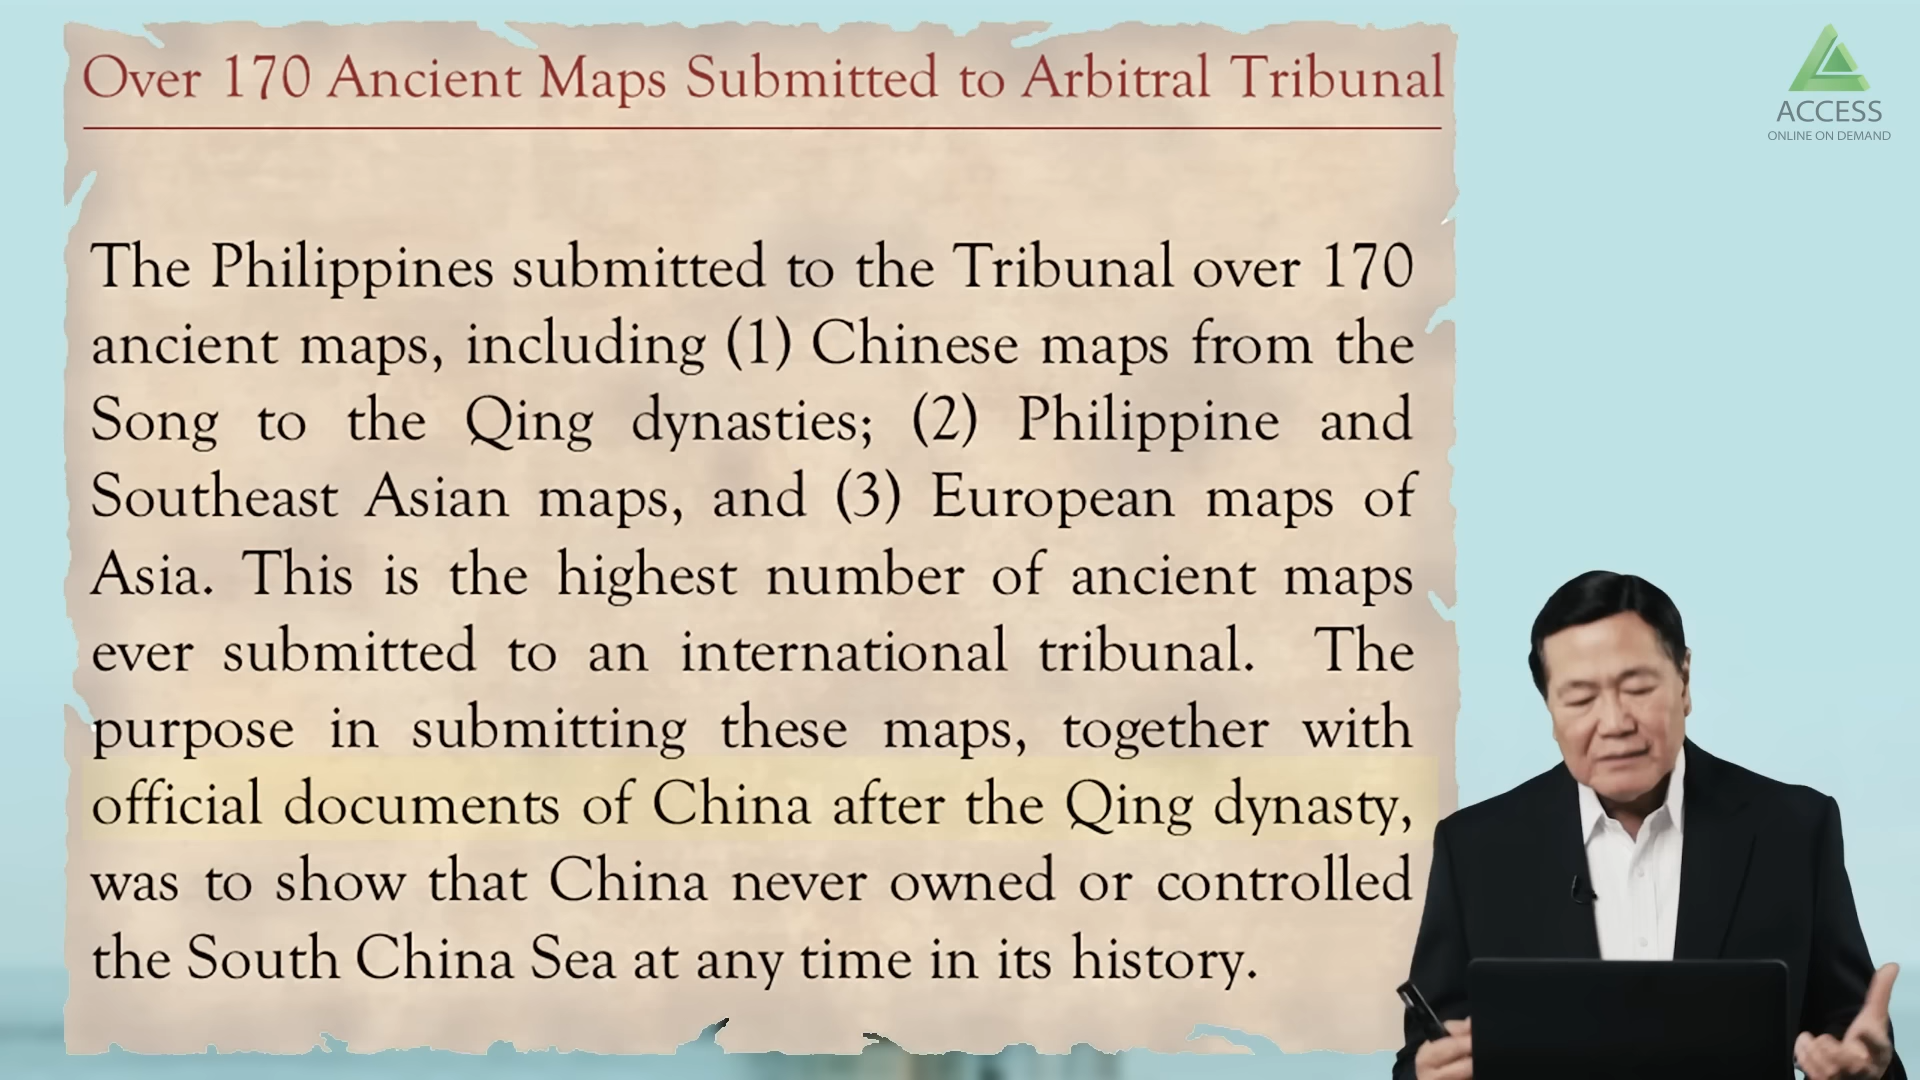 Over 170 Ancient Maps Submitted to Arbitral Tribunal
ACCESS
ONLINE ON DEMAND
The Philippines submitted to the Tribunal over 170
ancient maps, including (1) Chinese maps from the
Song to the Qing dynasties; (2) Philippine and
Southeast Asian maps, and (3) European maps of
Asia. This is the highest number of ancient maps
ever submitted to an international tribunal. The
purpose in submitting these maps, together with
official documents of China after the Qing dynasty,
was to show that China never owned or controlled
the South China Sea at any time in its history.